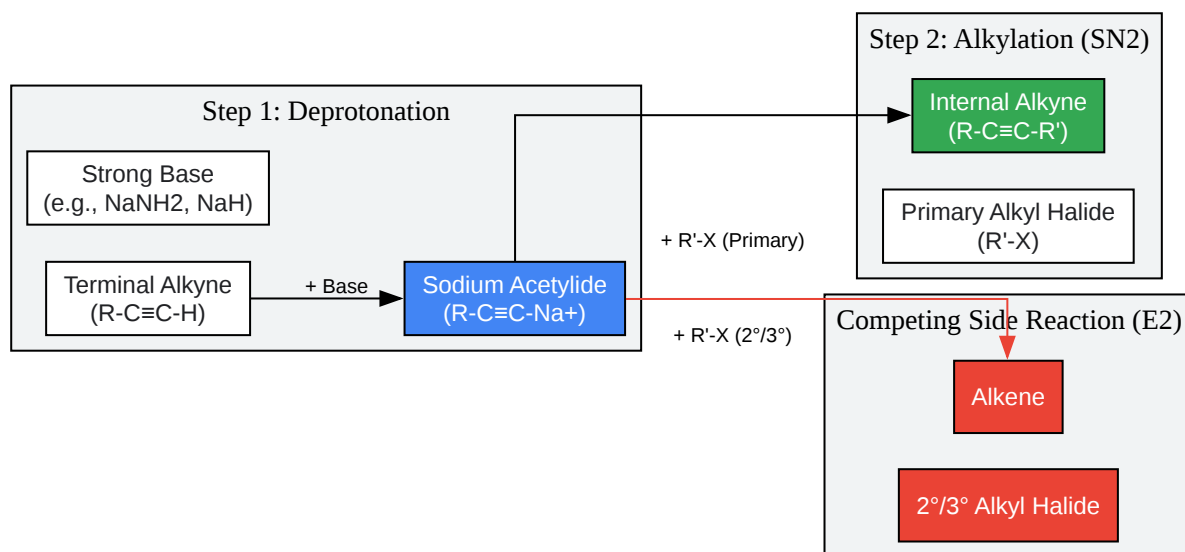 Step 1: Deprotonation
Strong Base
(e.g., NaNH2, NaH)
Terminal Alkyne
(R-C≡C-H)
+ Base
Sodium Acetylide
(R-C≡C-Na+)
+ R'-X (Primary)
+ R'-X (2°/3°)
Step 2: Alkylation (SN2)
Internal Alkyne
(R-C≡C-R')
Primary Alkyl Halide
(R'-X)
Competing Side Reaction (E2)
Alkene
2°/3° Alkyl Halide